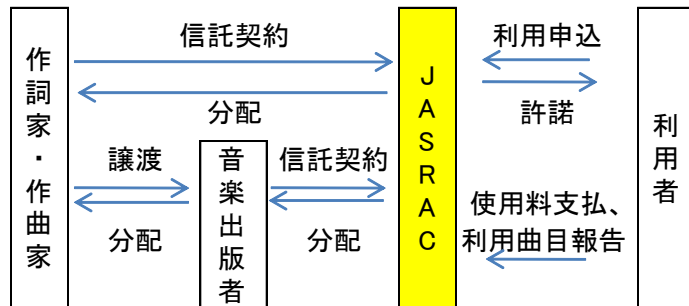 作詞家・作曲家
信託契約
分配
譲渡
分配
音楽出版者
信託契約
分配
JASRAC
利用申込
許諾
使用料支払、
利用曲目報告
利用者